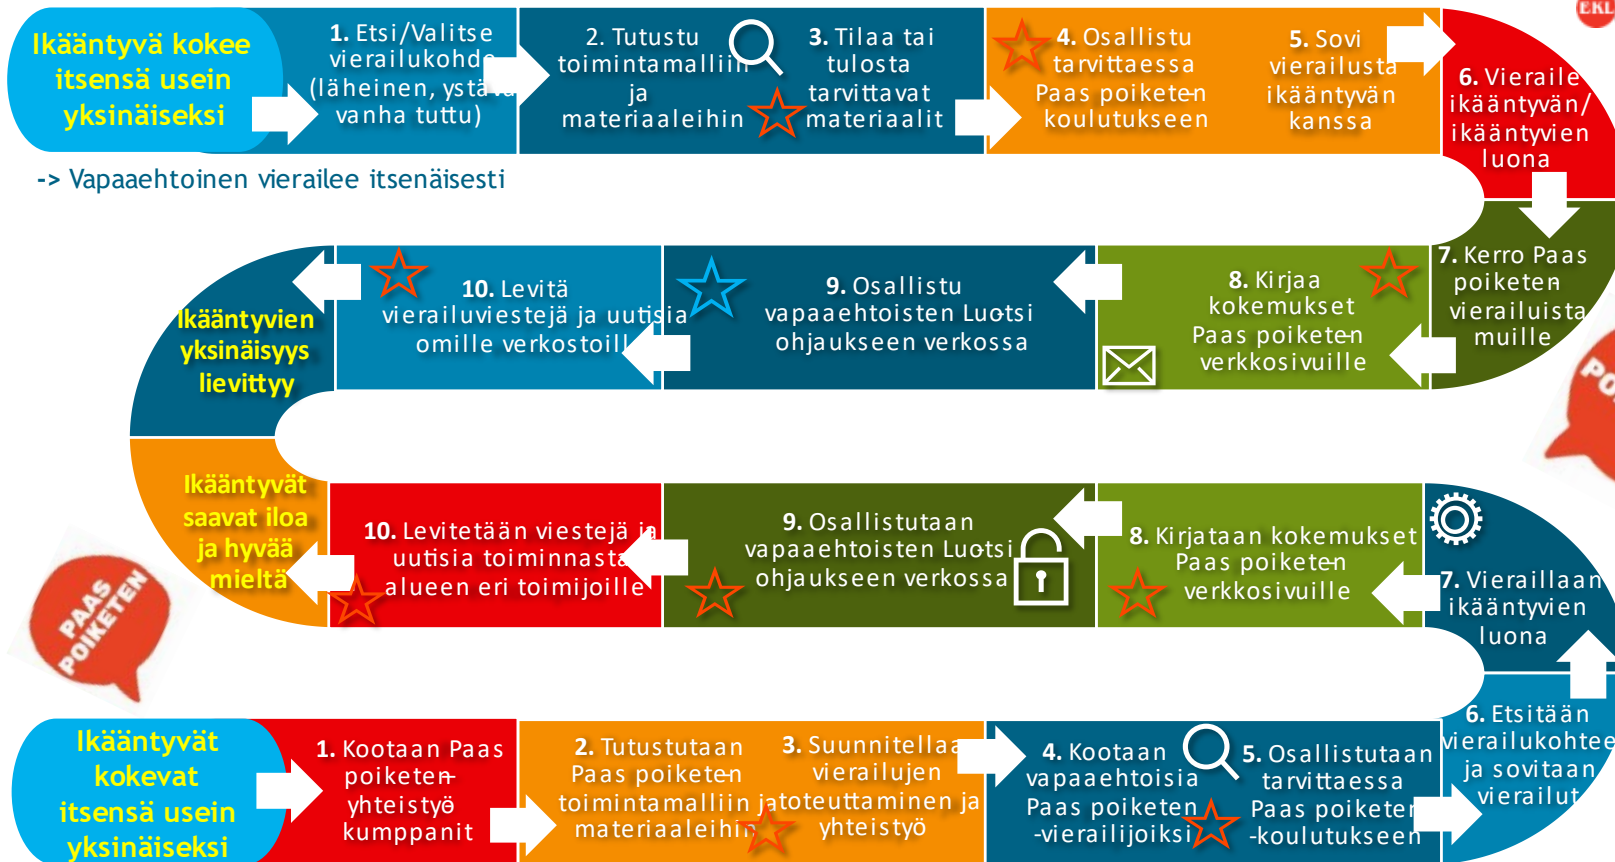 EKL
Ikääntyvä kokee
itsensä usein
yksinäiseksi
1. Etsi/Valitse
vierailukohde
(läheinen, ystävä
vanha tuttu)
2. Tutustu
toimintamalliin
ja
materiaaleihin
3. Tilaa tai
tulosta
tarvittavat
materiaalit
4. Osallistu
tarvittaessa
Paas poiketen-
koulutukseen
5. Sovi
vierailusta
ikääntyvän
kanssa
6. Vieraile
ikääntyvän/
ikääntyvien
luona
-> Vapaaehtoinen vierailee itsenäisesti
7. Kerro Paas
poiketen-
vierailuista
muille
8. Kirjaa
kokemukset
Paas poiketen-
verkkosivuille
9. Osallistu
vapaaehtoisten Luotsi-
ohjaukseen verkossa
10. Levitä
vierailuviestejä ja uutisia
omille verkostoill
Ikääntyvien
yksinäisyys
lievittyy
Ikääntyvät
saavat iloa
ja hyvää
mieltä
10. Levitetään viestejä ja
uutisia toiminnasta
alueen eri toimijoille
9. Osallistutaan
vapaaehtoisten Luotsi-
ohjaukseen verkossa
8. Kirjataan kokemukset
Paas poiketen-
verkkosivuille
7. Vieraillaan
ikääntyvien
luona
PAAS
POIKETEN
Ikääntyvät
kokevat
itsensä usein
yksinäiseksi
1. Kootaan Paas
poiketen-
yhteistyö-
kumppanit
2. Tutustutaan
Paas poiketen-
toimintamalliin ja
materiaaleihin
3. Suunnitellaa
vierailujen
toteuttaminen ja
yhteistyö
4. Kootaan
vapaaehtoisia
Paas poiketen
-vierailijoiksi
5. Osallistutaan
tarvittaessa
Paas poiketen
-koulutukseen
6. Etsitään
vierailukohtee
ja sovitaan
vierailut